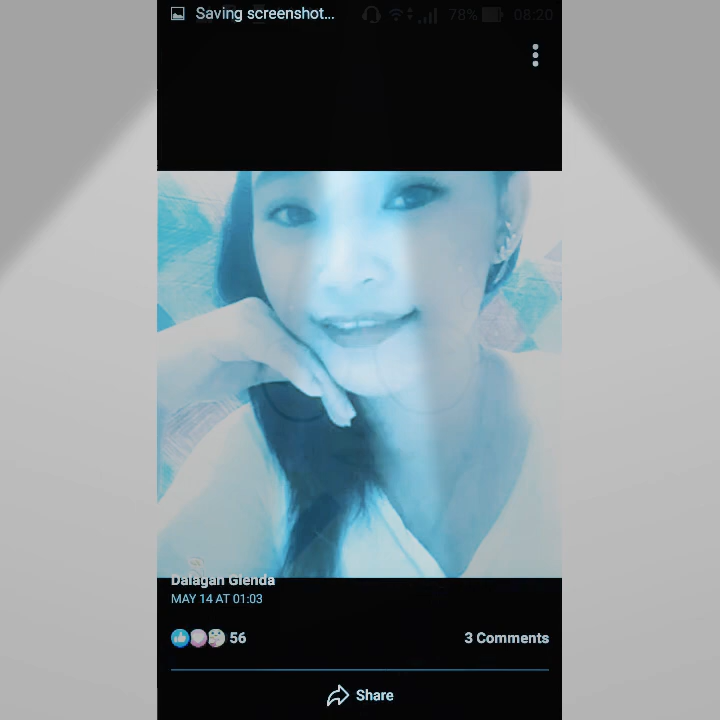 Saving screenshot... 78% 08:20
Dalagan Glenda
MAY 14 AT 01:03
56 3 Comments
Share